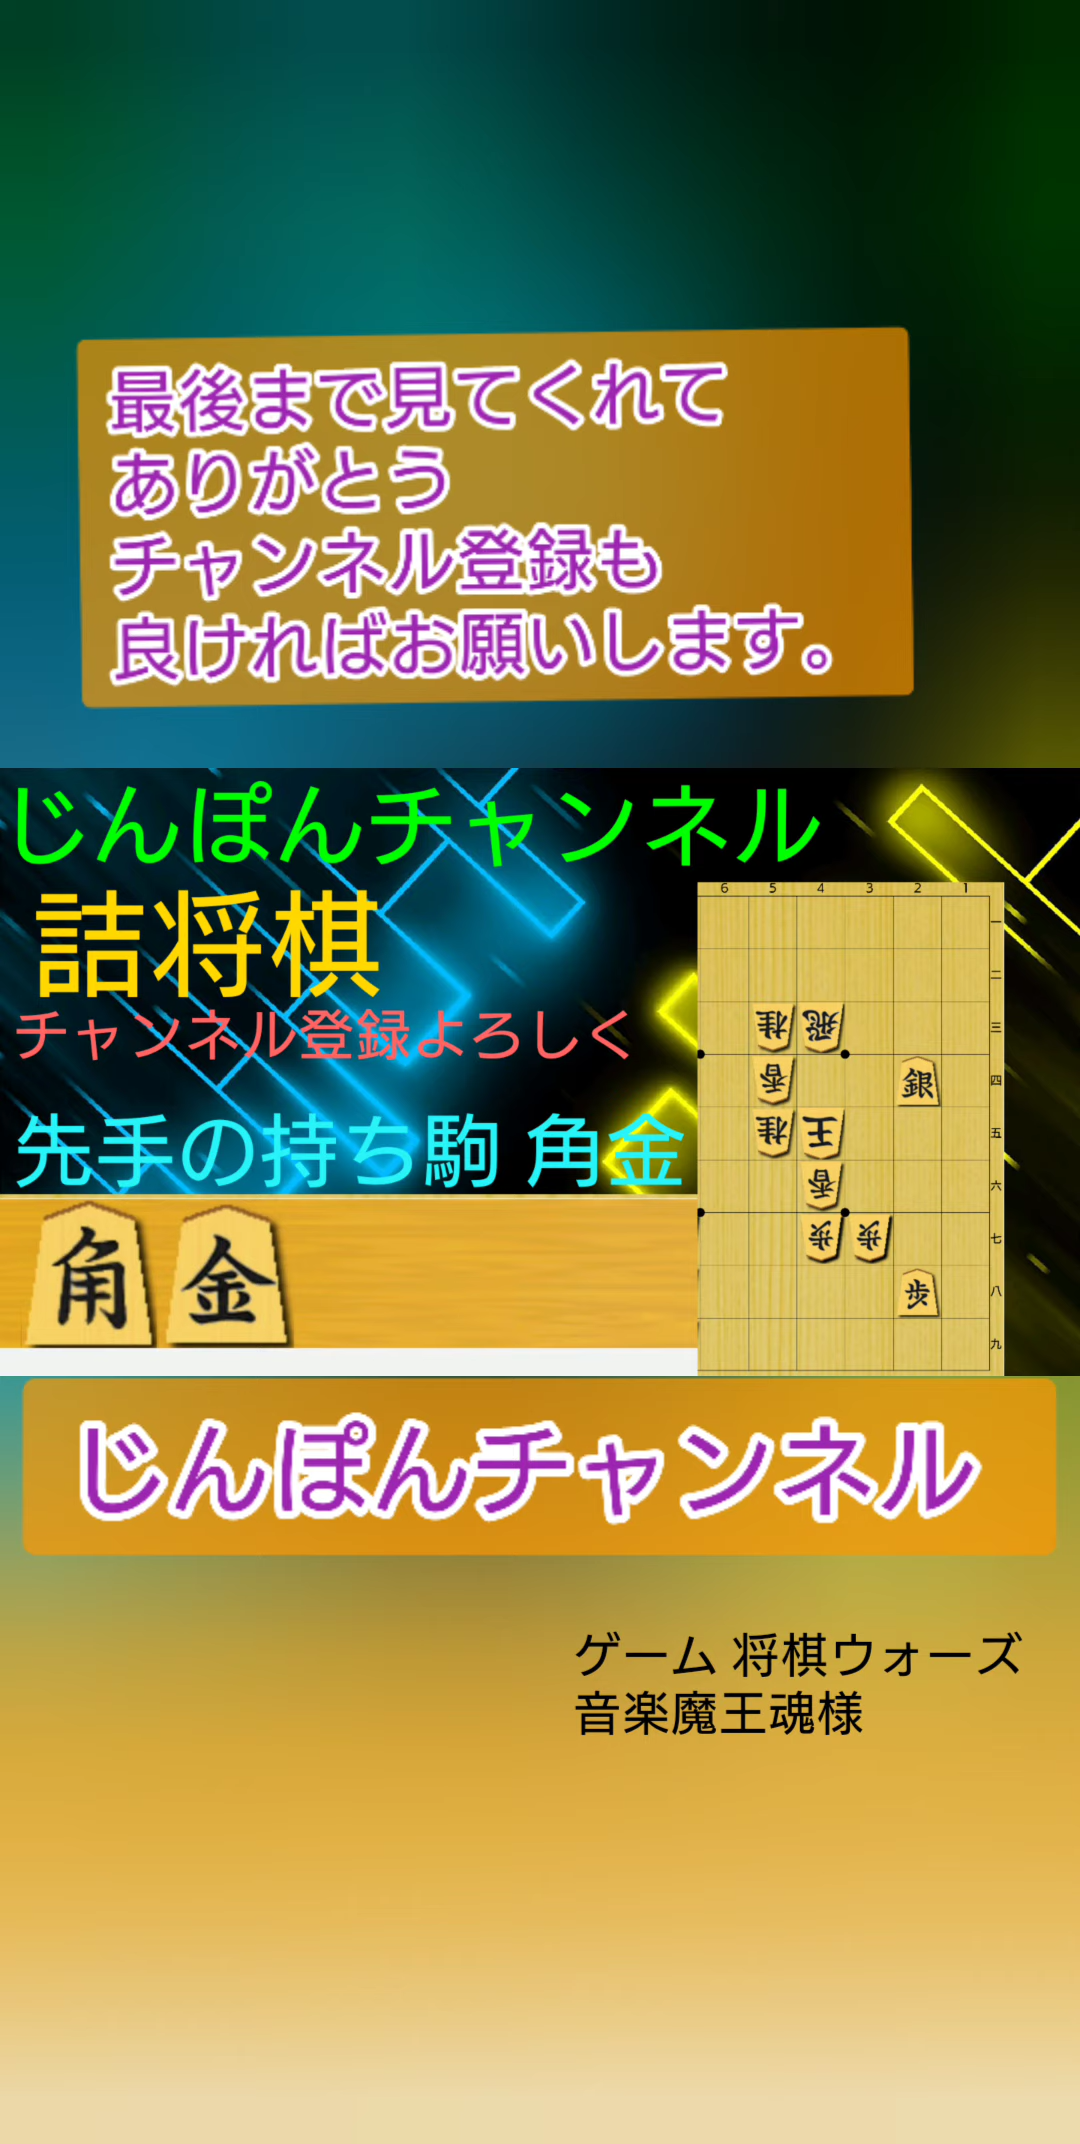 最後まで見てくれて
ありがとう
チャンネル登録も
良ければお願いします。
じんぽんチャンネル
詰将棋
チャンネル登録よろしく
先手の持ち駒 角金
角 金
6 5 4 3 2 1
一
二
桂 飛 三
香 銀 四
桂 王 五
香 六
歩 歩 七
歩 八
九
じんぽんチャンネル
ゲーム 将棋ウォーズ
音楽魔王魂様